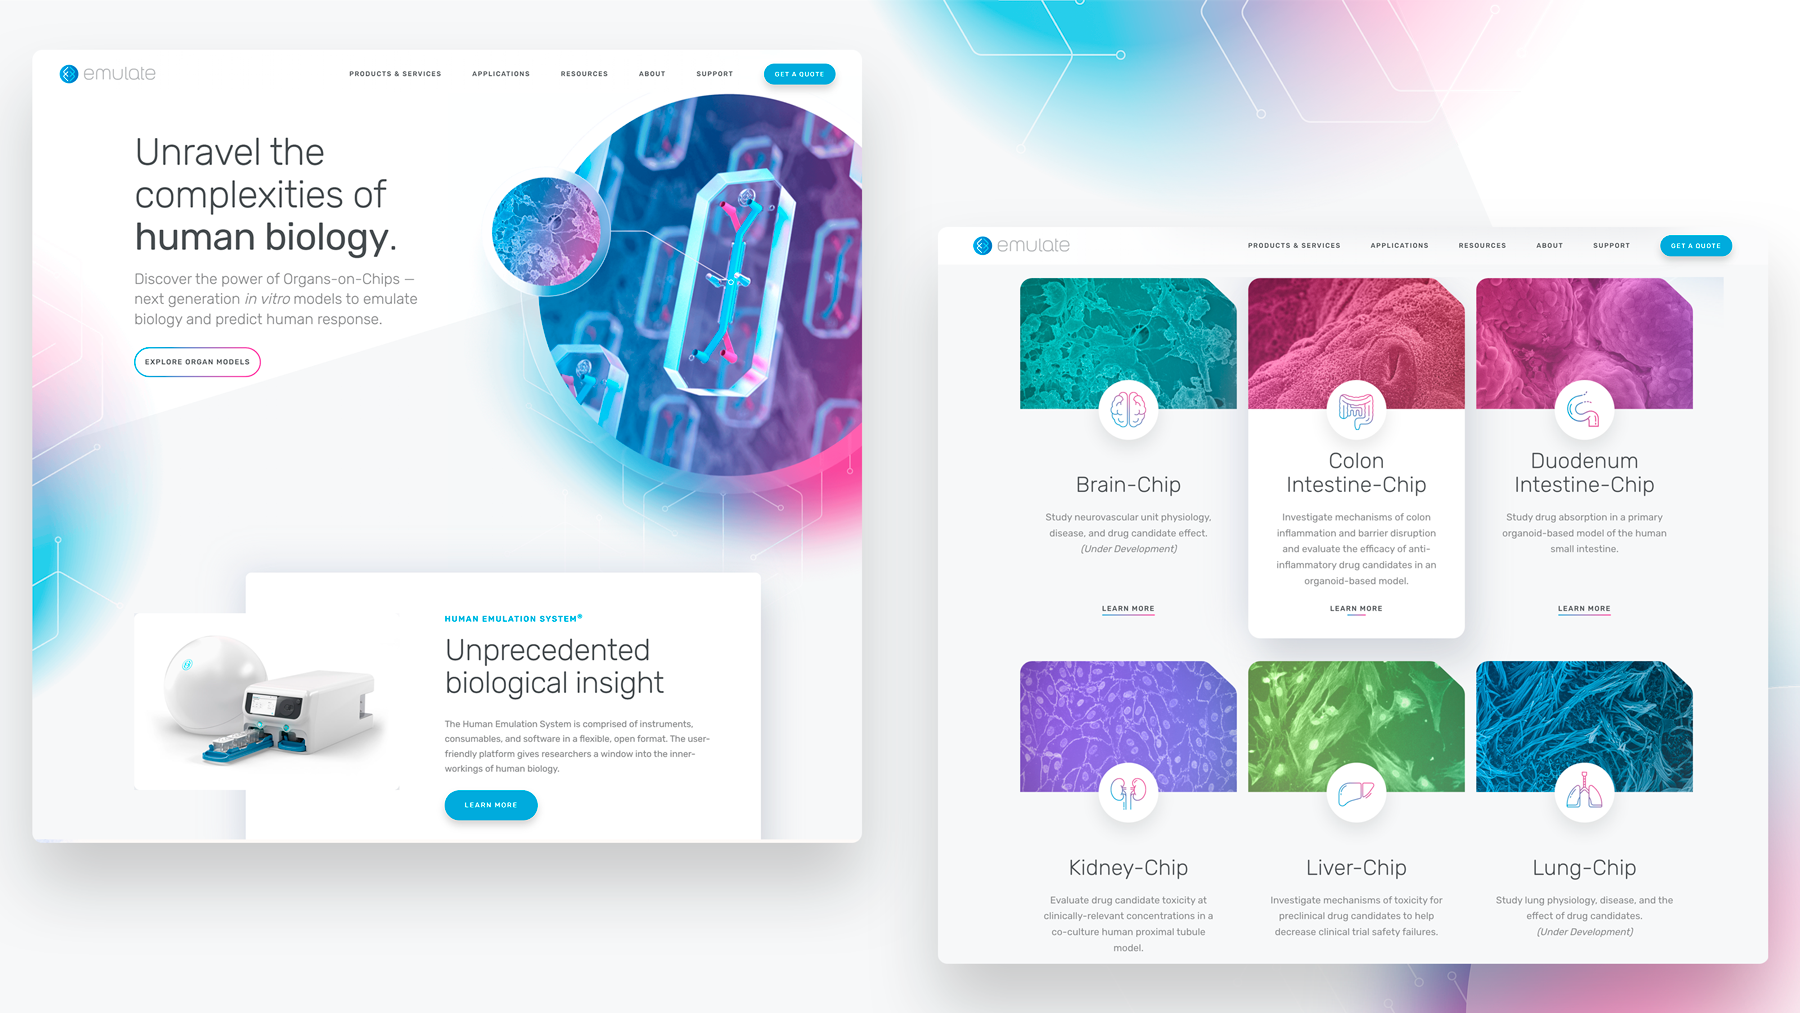 emulate
PRODUCTS & SERVICES
APPLICATIONS
RESOURCES
ABOUT
SUPPORT
GET A QUOTE
Unravel the
complexities of
human biology.
Discover the power of Organs-on-Chips —
next generation in vitro models to emulate
biology and predict human response.
EXPLORE ORGAN MODELS
HUMAN EMULATION SYSTEM®
Unprecedented
biological insight
The Human Emulation System is comprised of instruments,
consumables, and software in a flexible, open format. The user-
friendly platform gives researchers a window into the inner-
workings of human biology.
LEARN MORE
emulate
PRODUCTS & SERVICES
APPLICATIONS
RESOURCES
ABOUT
SUPPORT
GET A QUOTE
Brain-Chip
Study neurovascular unit physiology,
disease, and drug candidate effect.
(Under Development)
LEARN MORE
Colon
Intestine-Chip
Investigate mechanisms of colon
inflammation and barrier disruption
and evaluate the efficacy of anti-
inflammatory drug candidates in an
organoid-based model.
LEARN MORE
Duodenum
Intestine-Chip
Study drug absorption in a primary
organoid-based model of the human
small intestine.
LEARN MORE
Kidney-Chip
Evaluate drug candidate toxicity at
clinically-relevant concentrations in a
co-culture human proximal tubule
model.
Liver-Chip
Investigate mechanisms of toxicity for
preclinical drug candidates to help
decrease clinical trial safety failures.
Lung-Chip
Study lung physiology, disease, and the
effect of drug candidates.
(Under Development)